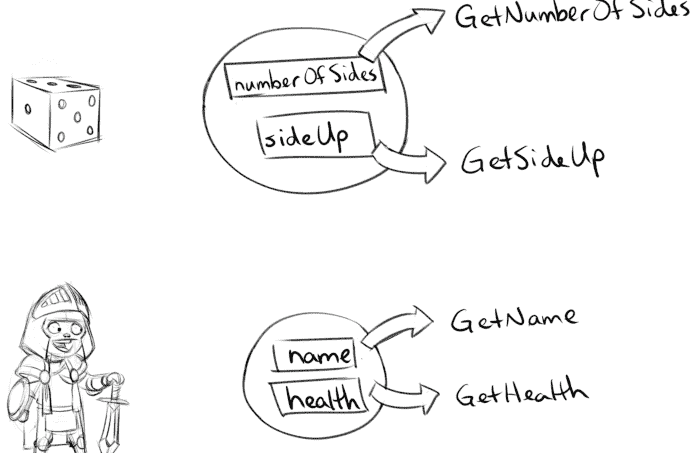 GetNumberOfSides
numberOfSides
sideUp
GetSideUp
GetName
name
health
GetHealth